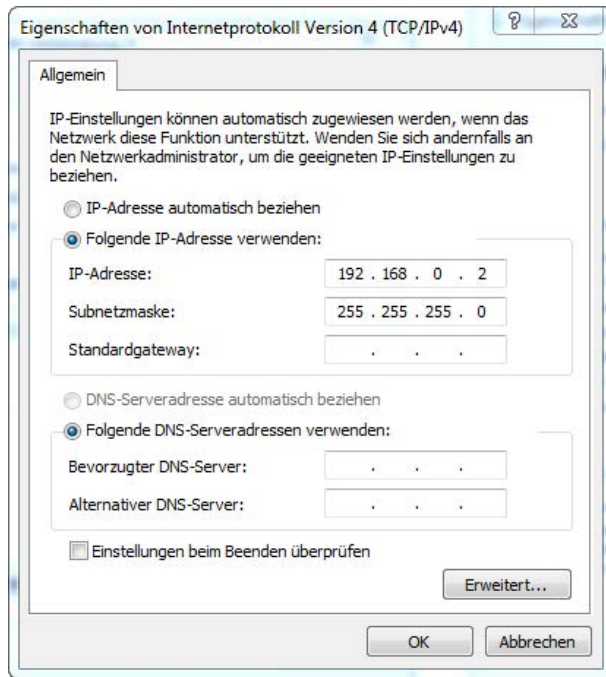 Eigenschaften von Internetprotokoll Version 4 (TCP/IPv4)
Allgemein
IP-Einstellungen können automatisch zugewiesen werden, wenn das
Netzwerk diese Funktion unterstützt. Wenden Sie sich andernfalls an
den Netzwerkadministrator, um die geeigneten IP-Einstellungen zu
beziehen.
IP-Adresse automatisch beziehen
Folgende IP-Adresse verwenden:
IP-Adresse: 192 . 168 . 0 . 2
Subnetzmaske: 255 . 255 . 255 . 0
Standardgateway: . . .
DNS-Serveradresse automatisch beziehen
Folgende DNS-Serveradressen verwenden:
Bevorzugter DNS-Server: . . .
Alternativer DNS-Server: . . .
Einstellungen beim Beenden überprüfen
Erweitert...
OK Abbrechen